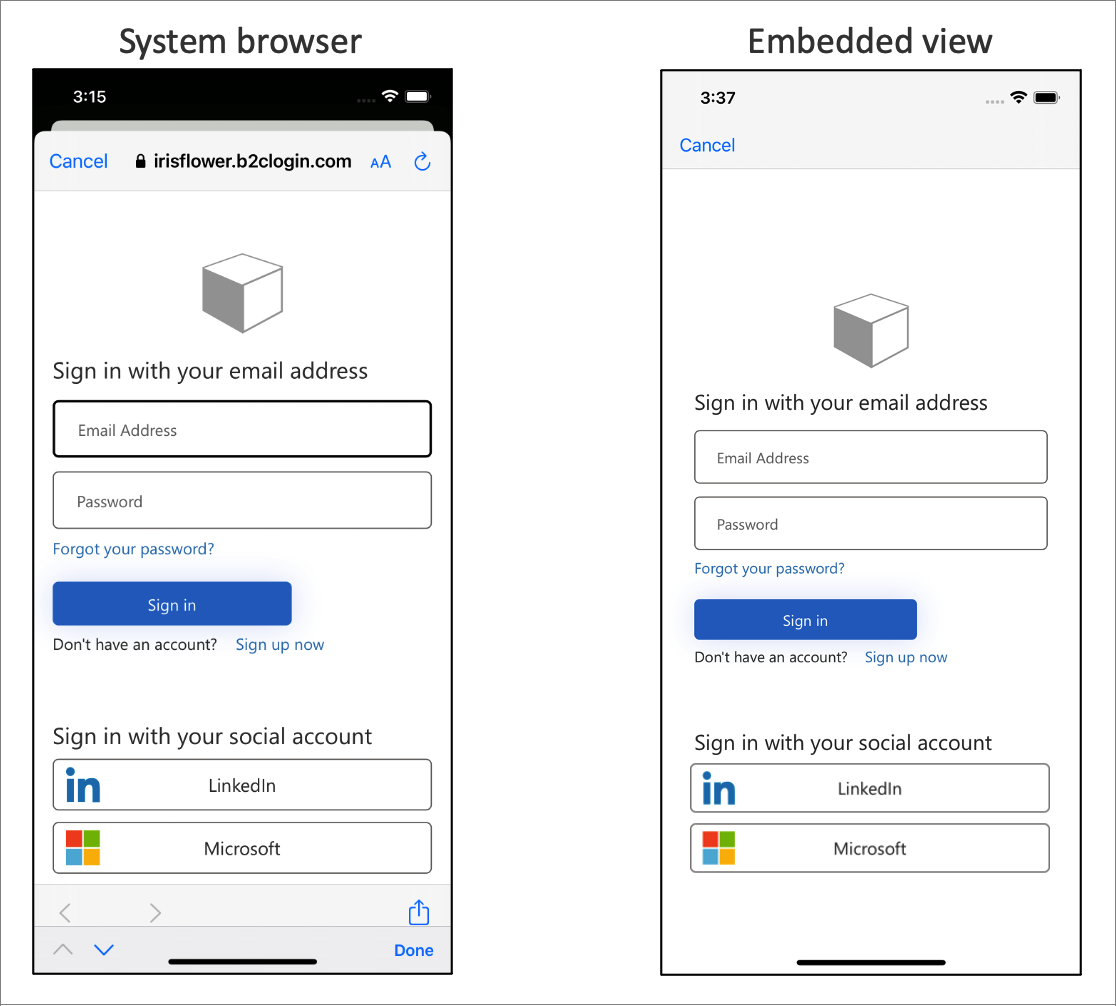 System browser
3:15
Cancel irisflower.b2clogin.com AA
Sign in with your email address
Email Address
Password
Forgot your password?
Sign in
Don't have an account? Sign up now
Sign in with your social account
in LinkedIn
Microsoft
Done
Embedded view
3:37
Cancel
Sign in with your email address
Email Address
Password
Forgot your password?
Sign in
Don't have an account? Sign up now
Sign in with your social account
in LinkedIn
Microsoft